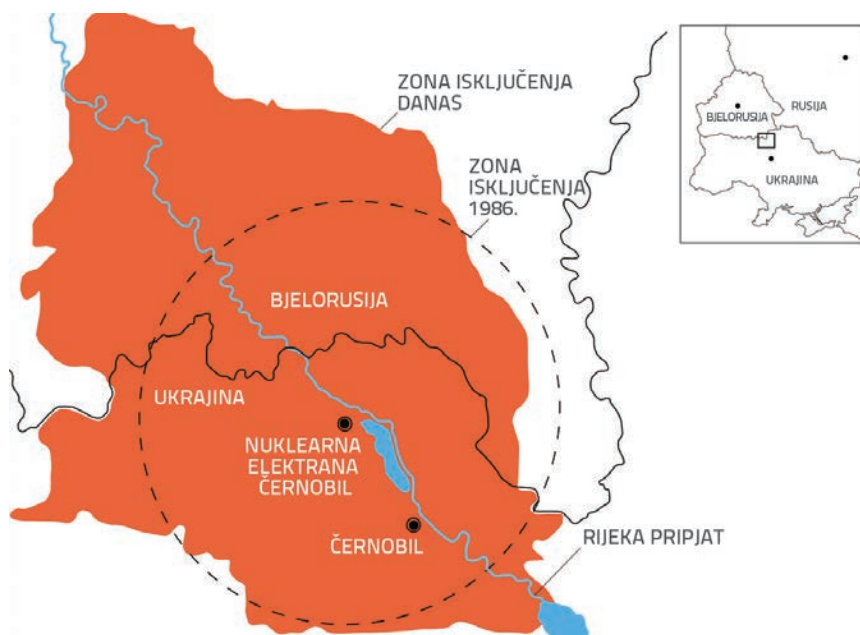 ZONA ISKLJUČENJA
DANAS
ZONA
ISKLJUČENJA
1986.
BJELORUSIJA
UKRAJINA
NUKLEARNA
ELEKTRANA
ČERNOBIL
ČERNOBIL
RIJEKA PRIPJAT
BJELORUSIJA
RUSIJA
UKRAJINA